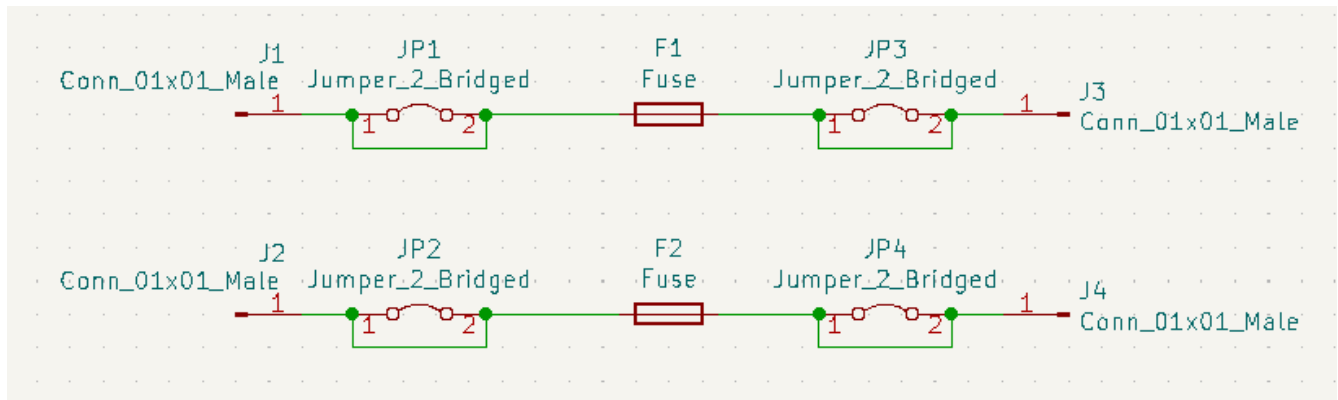 J1 JP1 F1 JP3
Conn_01x01_Male Jumper_2_Bridged Fuse Jumper_2_Bridged
J3
1 1 2 1 2 1
Conn_01x01_Male
J2 JP2 F2 JP4
Conn_01x01_Male Jumper_2_Bridged Fuse Jumper_2_Bridged
J4
1 1 2 1 2 1
Conn_01x01_Male